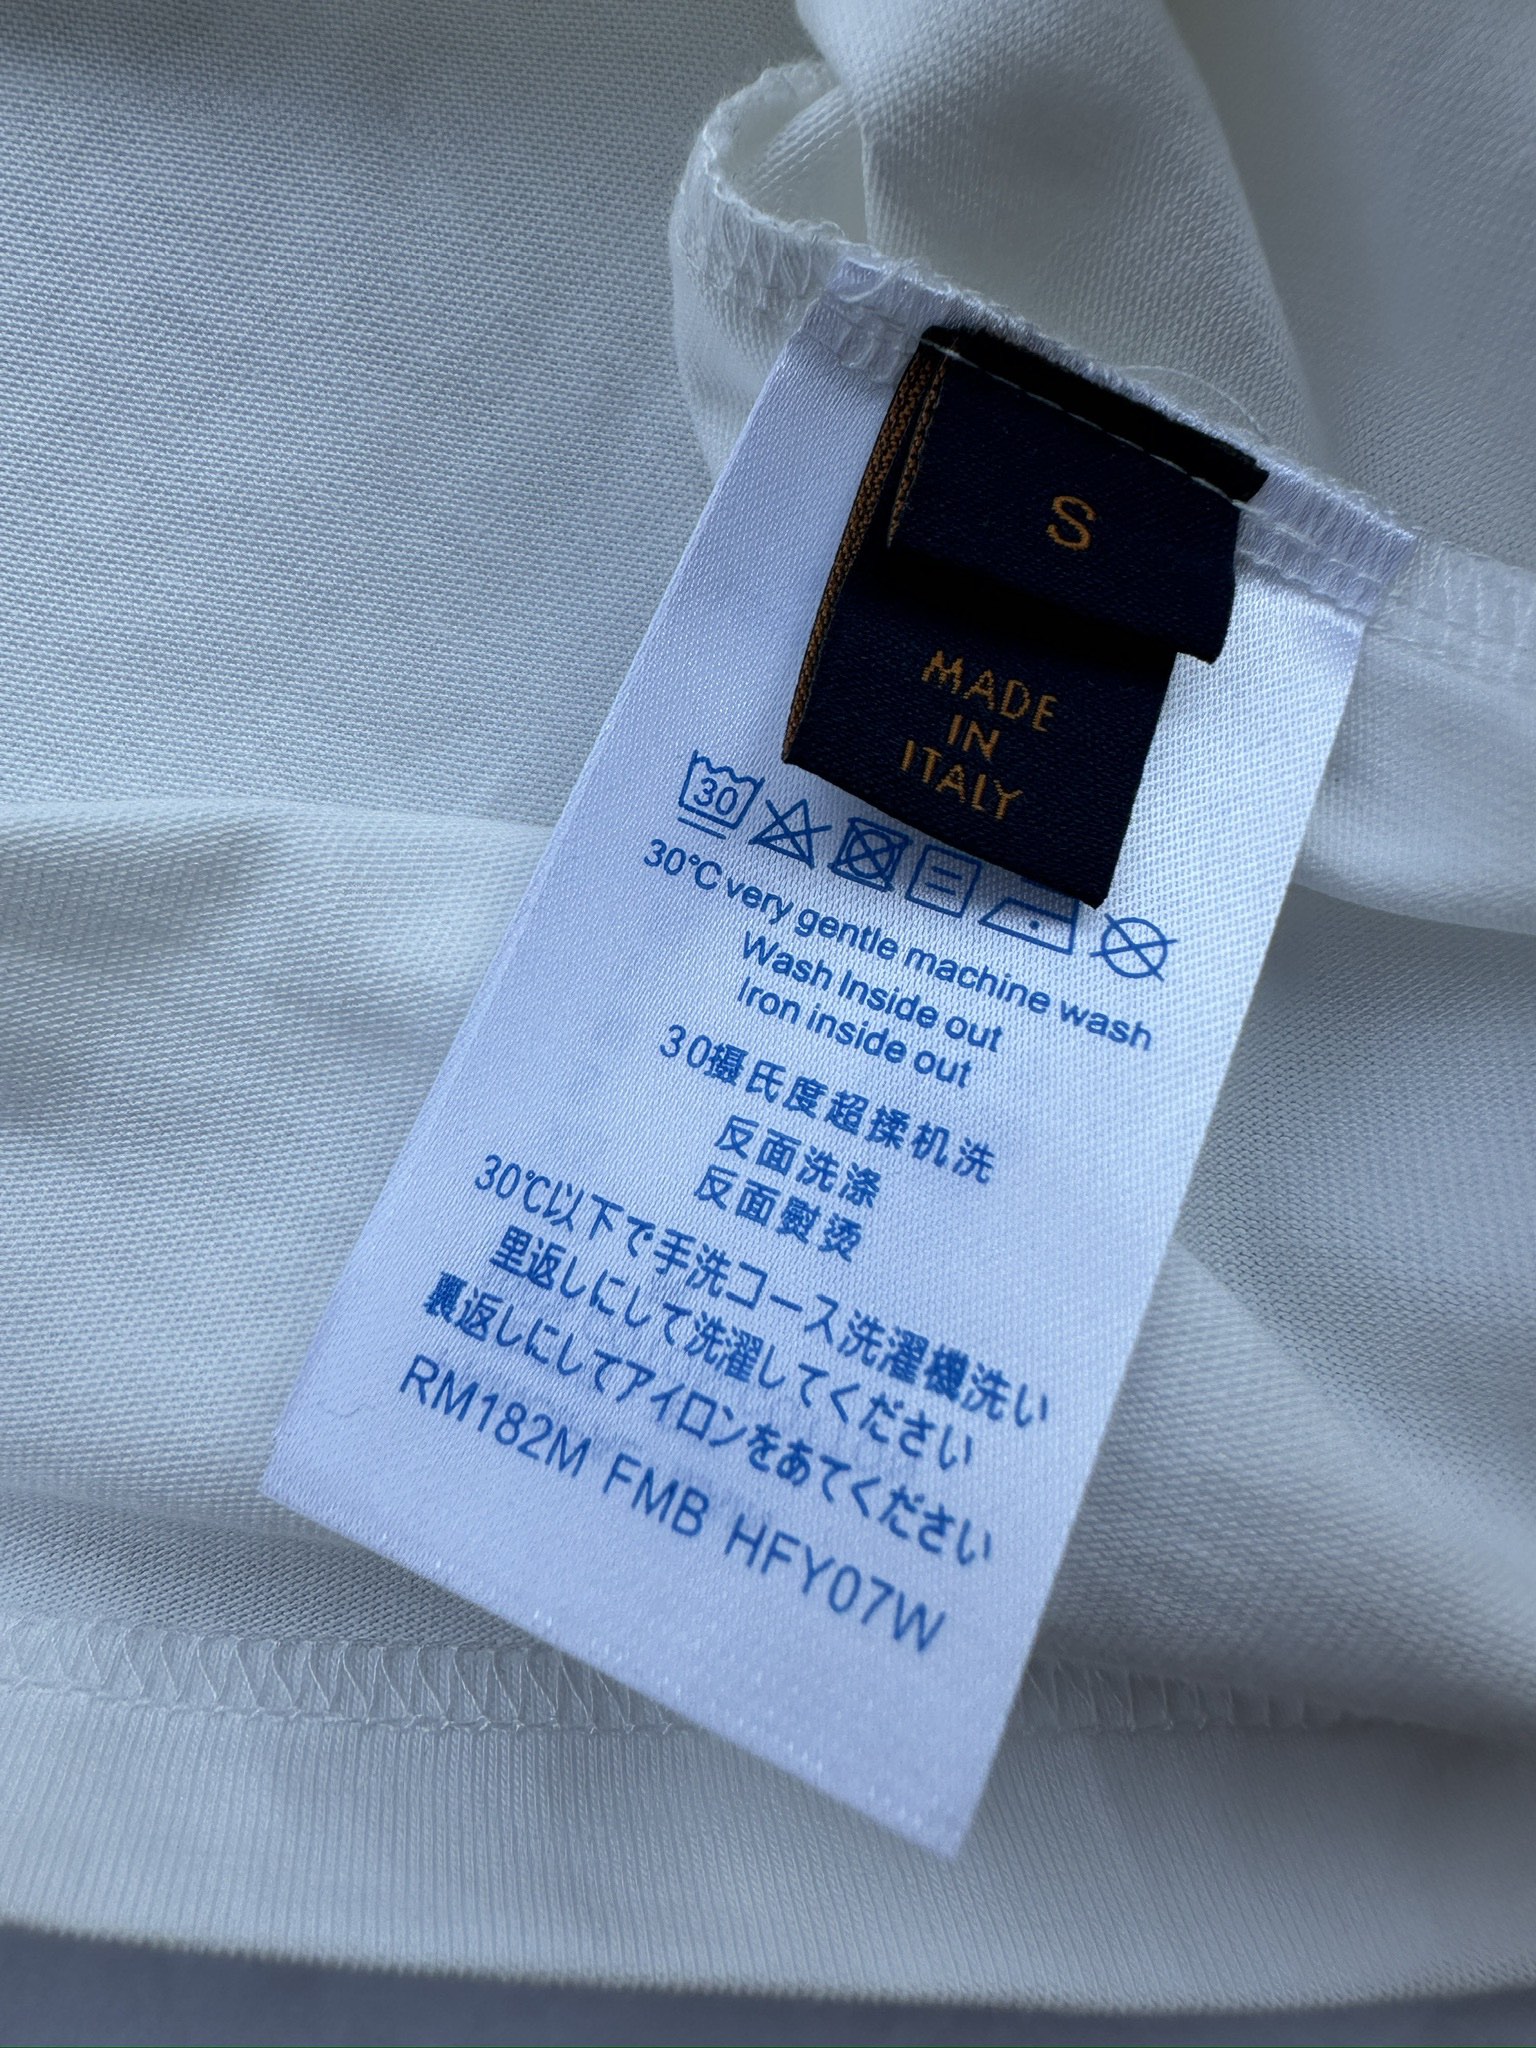 S
MADE
IN
ITALY
30
30°C very gentle machine wash
Wash Inside out
Iron inside out
30攝氏度超揉机洗
反面洗涤
反面熨烫
30℃以下で手洗コース洗濯機洗い
里返しにして洗濯してください
裏返しにしてアイロンをあてください
RM182M FMB HFY07W